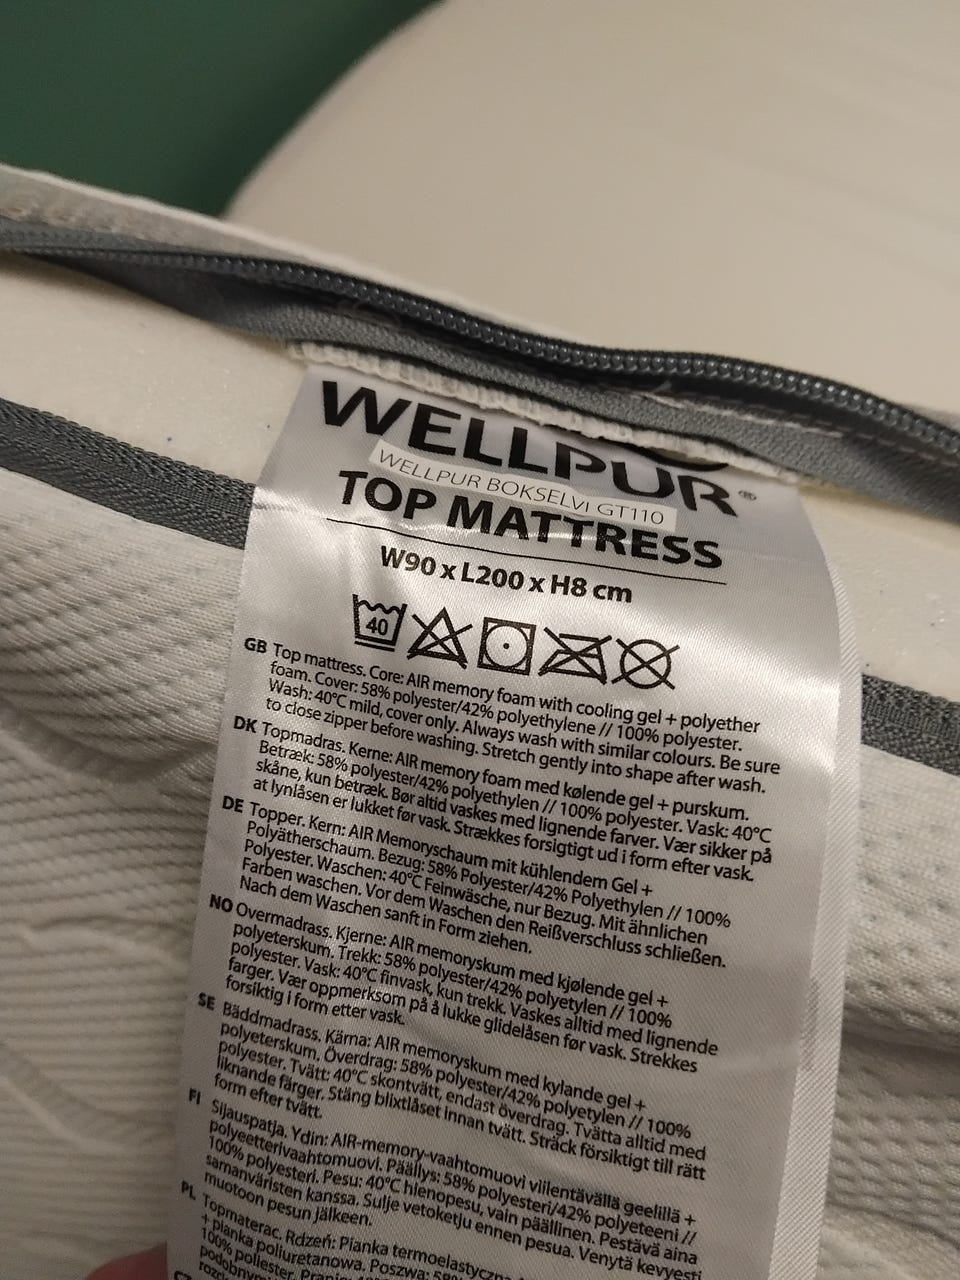 WELLPUR®
WELLPUR BOKSELVI GT110
TOP MATTRESS
W90 x L200 x H8 cm
40
GB Top mattress. Core: AIR memory foam with cooling gel + polyether
foam. Cover: 58% polyester/42% polyethylene // 100% polyester.
Wash: 40°C mild, cover only. Always wash with similar colours. Be sure
to close zipper before washing. Stretch gently into shape after wash.
DK Topmadras. Kerne: AIR memory foam med kølende gel + purskum.
Betræk: 58% polyester/42% polyethylen // 100% polyester. Vask: 40°C
skåne, kun betræk. Bør altid vaskes med lignende farver. Vær sikker på
at lynlåsen er lukket før vask. Strækkes forsigtigt ud i form efter vask.
DE Topper. Kern: AIR Memoryschaum mit kühlendem Gel +
Polyätherschaum. Bezug: 58% Polyester/42% Polyethylen // 100%
Polyester. Waschen: 40°C Feinwäsche, nur Bezug. Mit ähnlichen
Farben waschen. Vor dem Waschen den Reißverschluss schließen.
Nach dem Waschen sanft in Form ziehen.
NO Overmadrass. Kjerne: AIR memoryskum med kjølende gel +
polyeterskum. Trekk: 58% polyester/42% polyetylen // 100%
polyester. Vask: 40°C finvask, kun trekk. Vaskes alltid med lignende
farger. Vær oppmerksom på å lukke glidelåsen før vask. Strekkes
forsiktig i form etter vask.
SE Bäddmadrass. Kärna: AIR memoryskum med kylande gel +
polyeterskum. Överdrag: 58% polyester/42% polyetylen // 100%
polyester. Tvätt: 40°C skontvätt, endast överdrag. Tvätta alltid med
liknande färger. Stäng blixtlåset innan tvätt. Sträck försiktigt till rätt
form efter tvätt.
FI Sijauspatja. Ydin: AIR-memory-vaahtomuovi viilentävällä geelillä +
polyeetterivaahtomuovi. Päällys: 58% polyesteri/42% polyeteeni //
100% polyesteri. Pesu: 40°C hienopesu, vain päällinen. Pestävä aina
samanväristen kanssa. Sulje vetoketju ennen pesua. Venytä kevyesti
muotoon pesun jälkeen.
PL Topmaterac. Rdzeń: Pianka termoelastyczna
+ pianka poliuretanowa. Poszwa: 58%
100% poliester.